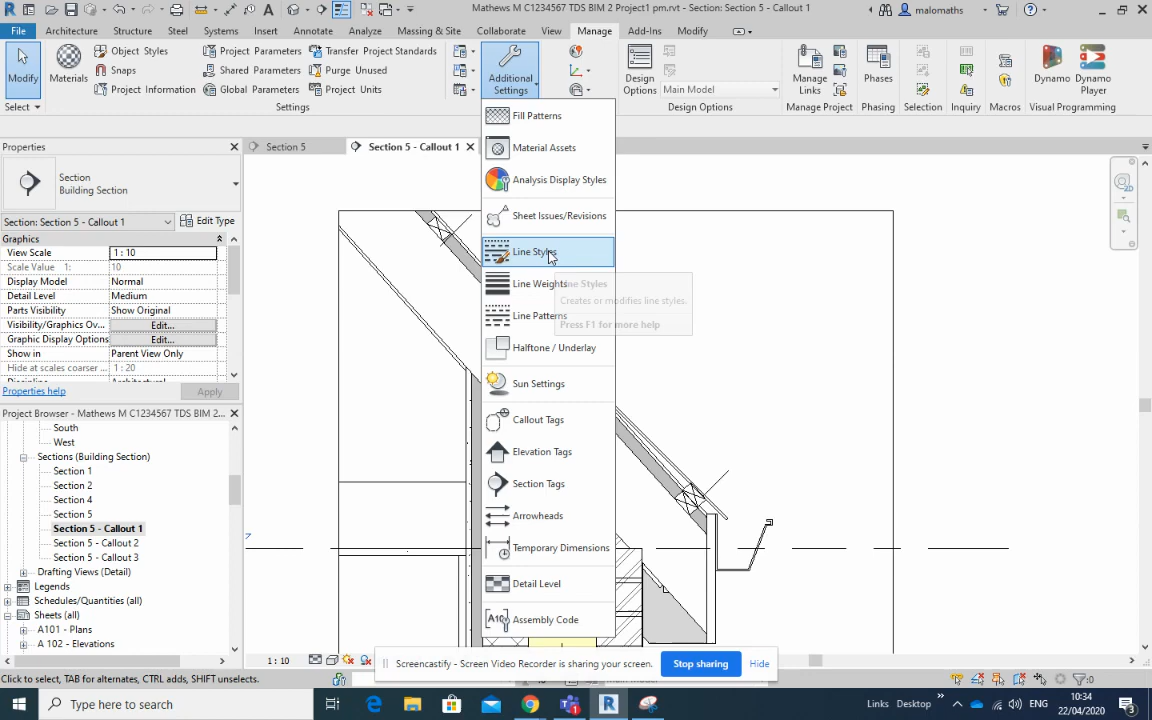 Mathews M C1234567 TDS BIM 2 Project1 pm.rvt - Section: Section 5 - Callout 1
malomaths
File
Architecture
Structure
Steel
Systems
Insert
Annotate
Analyze
Massing & Site
Collaborate
View
Manage
Add-Ins
Modify
Modify
Select
Materials
Object Styles
Snaps
Project Information
Project Parameters
Shared Parameters
Global Parameters
Transfer Project Standards
Purge Unused
Project Units
Settings
Additional
Settings
Design
Options
Main Model
Design Options
Manage
Links
Manage Project
Phases
Phasing
Selection
Inquiry
Macros
Dynamo
Dynamo
Player
Visual Programming
Fill Patterns
Material Assets
Analysis Display Styles
Sheet Issues/Revisions
Line Styles
Line Weights
Line Patterns
Halftone / Underlay
Sun Settings
Callout Tags
Elevation Tags
Section Tags
Arrowheads
Temporary Dimensions
Detail Level
Assembly Code
Line Styles
Creates or modifies line styles.
Press F1 for more help
Properties
Section
Building Section
Section: Section 5 - Callout 1
Edit Type
Graphics
View Scale
1 : 10
Scale Value 1:
10
Display Model
Normal
Detail Level
Medium
Parts Visibility
Show Original
Visibility/Graphics Ov...
Edit...
Graphic Display Options
Edit...
Show in
Parent View Only
Hide at scales coarser ...
1 : 20
Properties help
Apply
Project Browser - Mathews M C1234567 TDS BIM 2...
South
West
Sections (Building Section)
Section 1
Section 2
Section 4
Section 5
Section 5 - Callout 1
Section 5 - Callout 2
Section 5 - Callout 3
Drafting Views (Detail)
Legends
Schedules/Quantities (all)
Sheets (all)
A101 - Plans
A 102 - Elevations
Section 5
Section 5 - Callout 1
1 : 10
Screencastify - Screen Video Recorder is sharing your screen.
Stop sharing
Hide
Click to select, TAB for alternates, CTRL adds, SHIFT unselects.
:0
Type here to search
Links
Desktop
ENG
10:34
22/04/2020
3